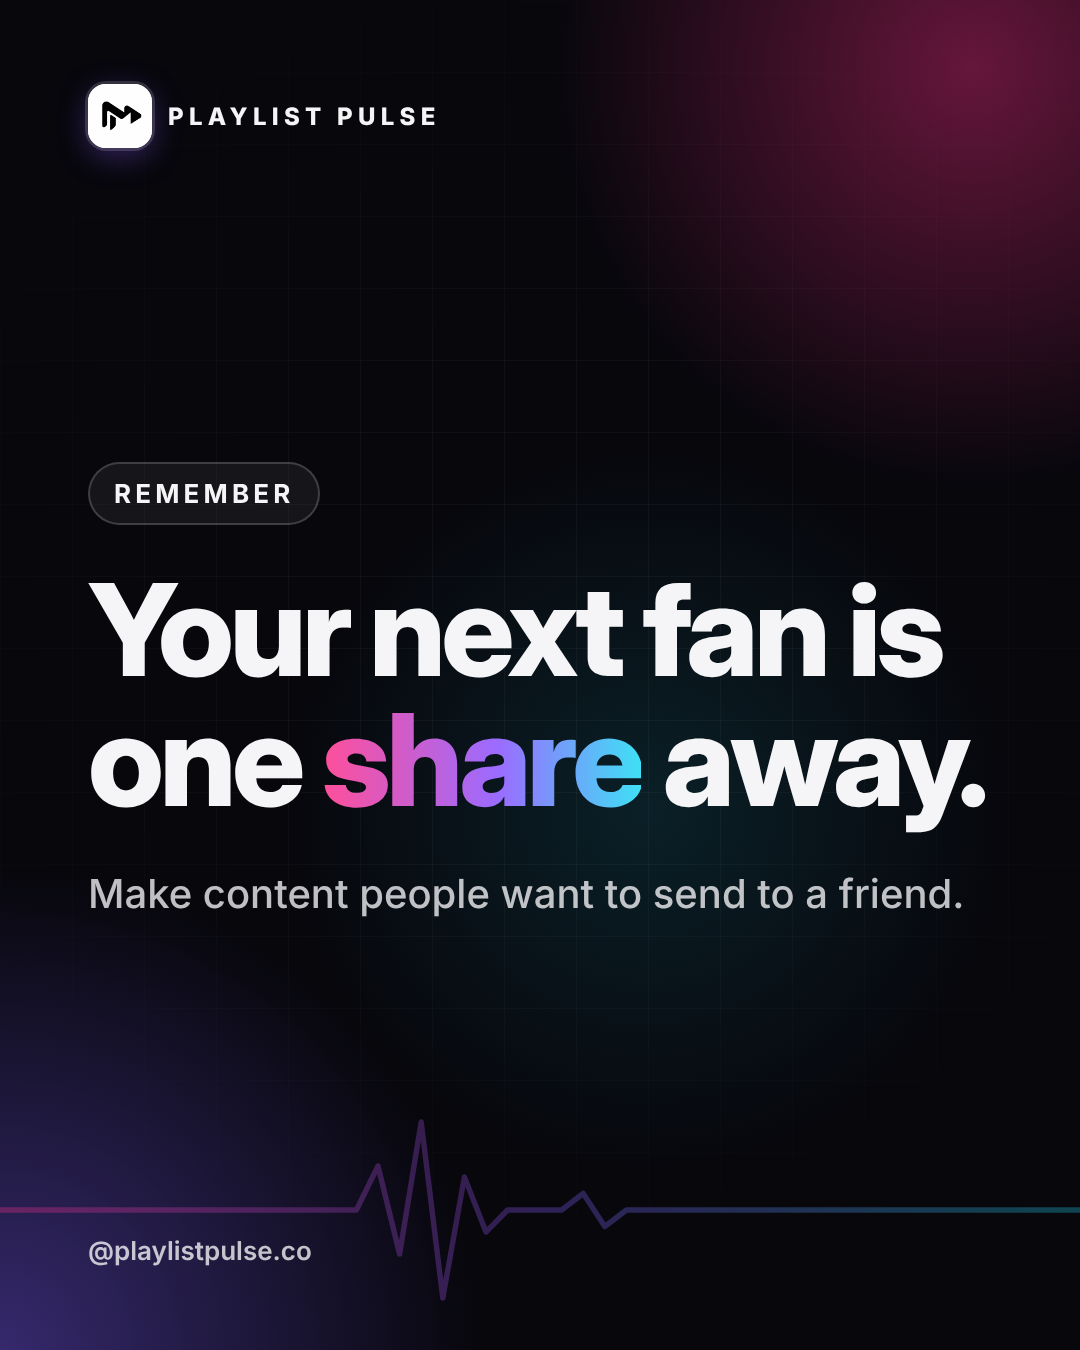 PLAYLIST PULSE
REMEMBER
Your next fan is
one share away.
Make content people want to send to a friend.
@playlistpulse.co